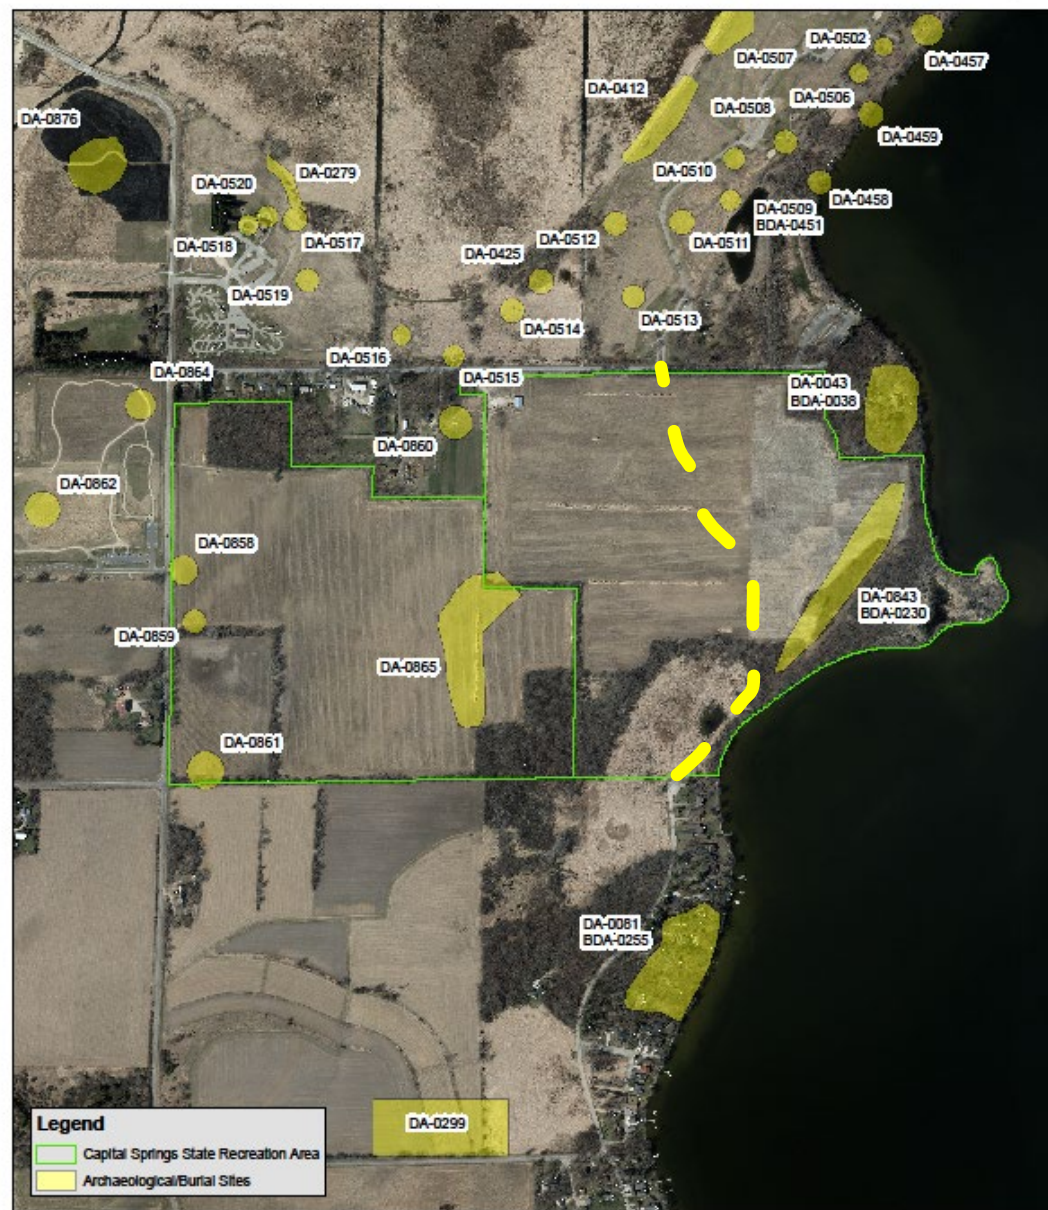 DA-0502
DA-0457
DA-0507
DA-0412
DA-0876
DA-0506
DA-0508
DA-0459
DA-0279
DA-0510
DA-0520
DA-0458
DA-0509
BDA-0451
DA-0512
DA-0517
DA-0518
DA-0511
DA-0425
DA-0519
DA-0513
DA-0514
DA-0516
DA-0864
DA-0515
DA-0043
BDA-0038
DA-0860
DA-0862
DA-0858
DA-0843
BDA-0230
DA-0859
DA-0865
DA-0861
DA-0081
BDA-0255
DA-0299
Legend
Capital Springs State Recreation Area
Archaeological/Burial Sites